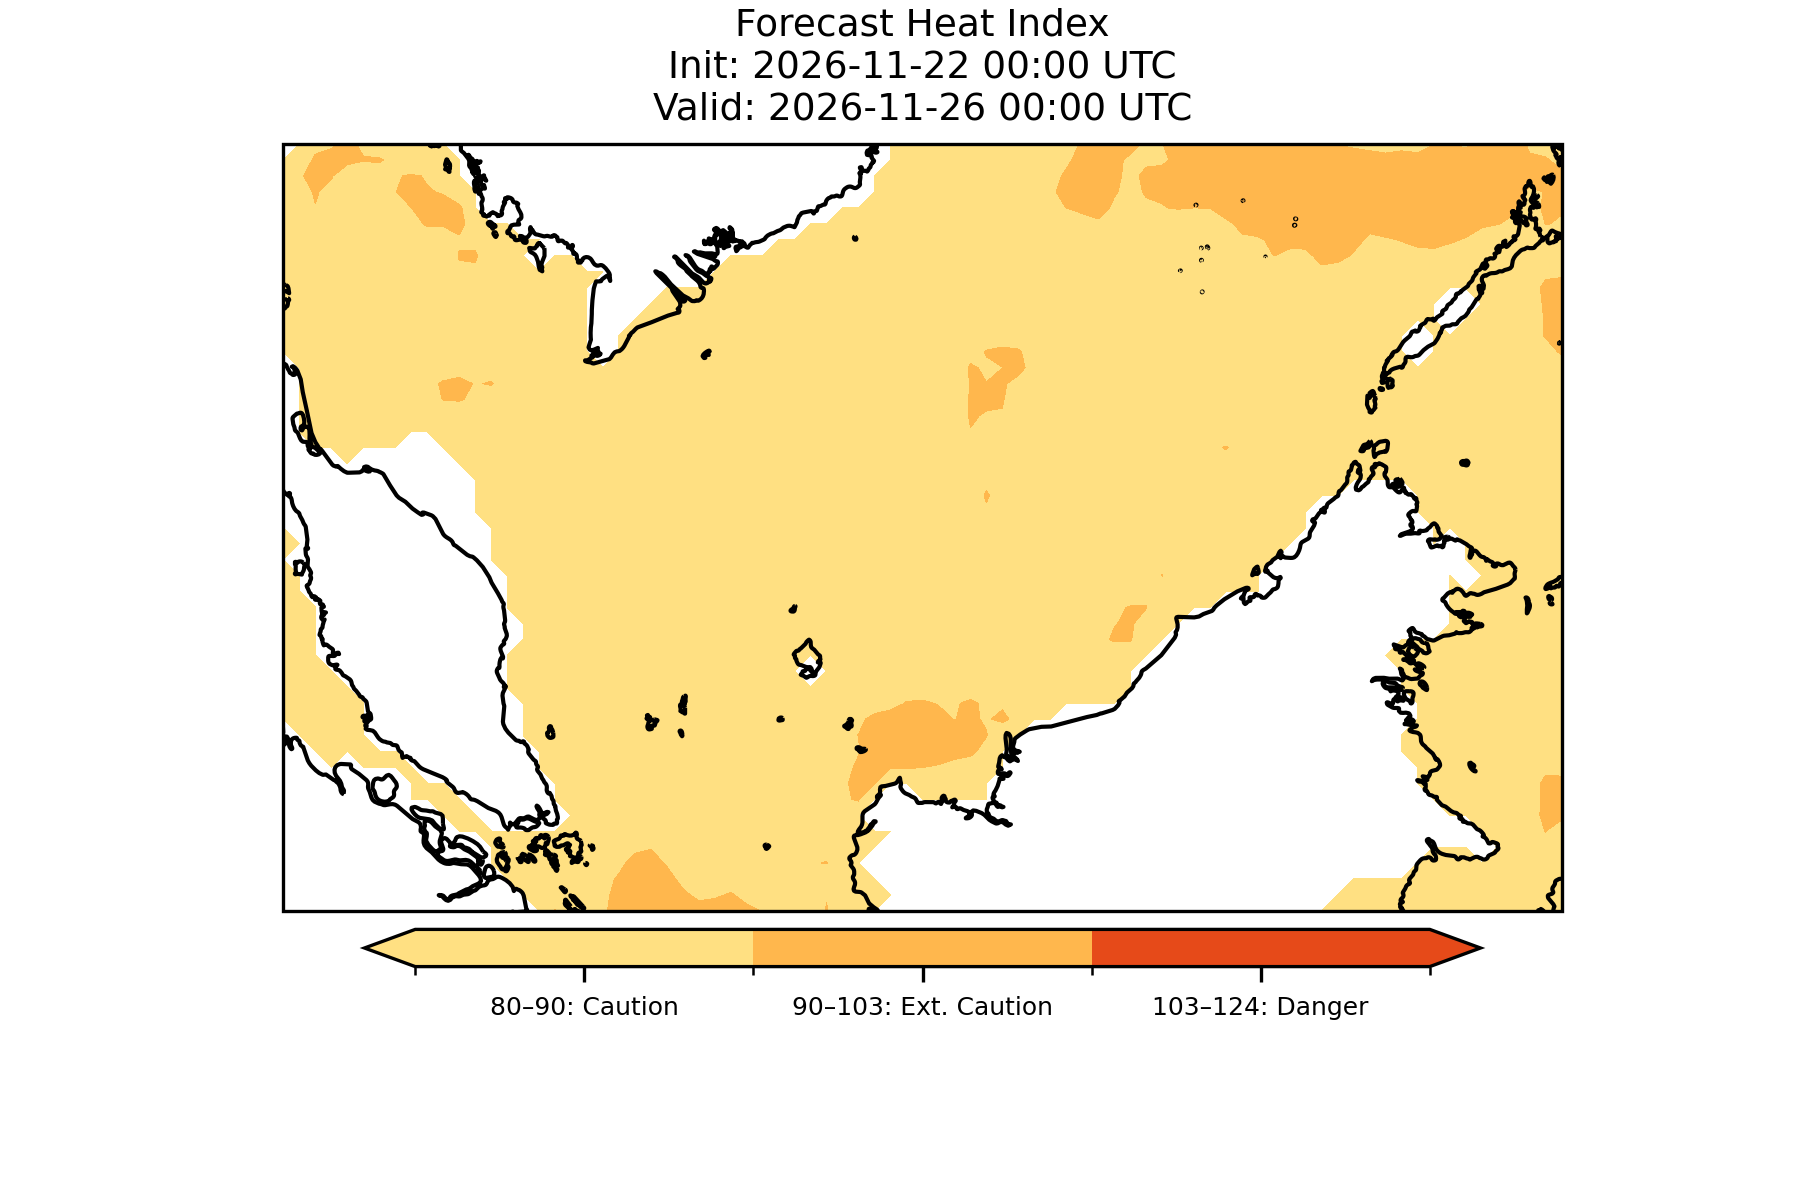 Forecast Heat Index
Init: 2026-11-22 00:00 UTC
Valid: 2026-11-26 00:00 UTC
80–90: Caution
90–103: Ext. Caution
103–124: Danger